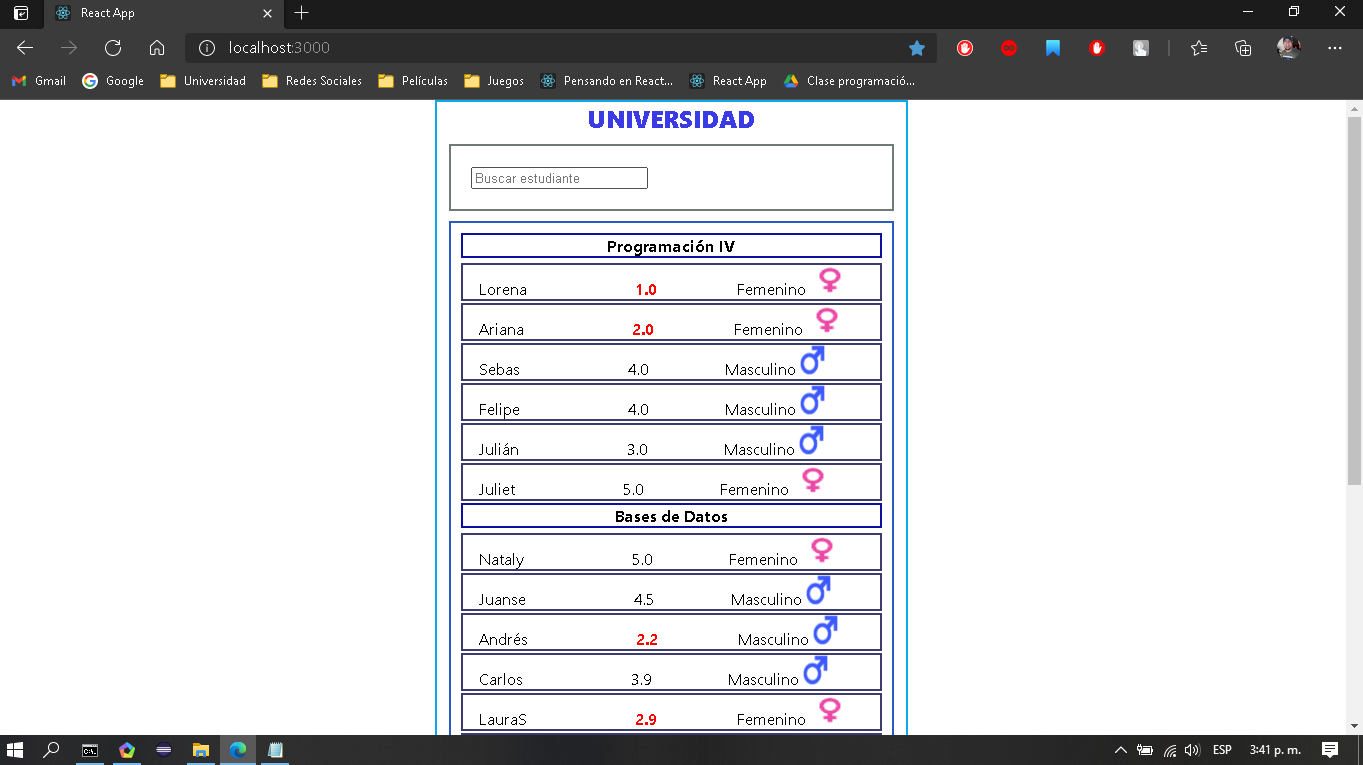 React App
localhost:3000
Gmail Google Universidad Redes Sociales Películas Juegos Pensando en React... React App Clase programació...
UNIVERSIDAD
Buscar estudiante
Programación IV
Lorena 1.0 Femenino
Ariana 2.0 Femenino
Sebas 4.0 Masculino
Felipe 4.0 Masculino
Julián 3.0 Masculino
Juliet 5.0 Femenino
Bases de Datos
Nataly 5.0 Femenino
Juanse 4.5 Masculino
Andrés 2.2 Masculino
Carlos 3.9 Masculino
LauraS 2.9 Femenino
ESP 3:41 p. m.